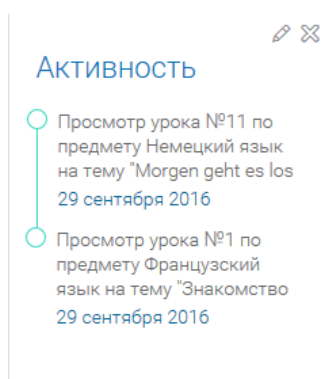 Активность
Просмотр урока №11 по
предмету Немецкий язык
на тему "Morgen geht es los
29 сентября 2016
Просмотр урока №1 по
предмету Французский
язык на тему "Знакомство
29 сентября 2016